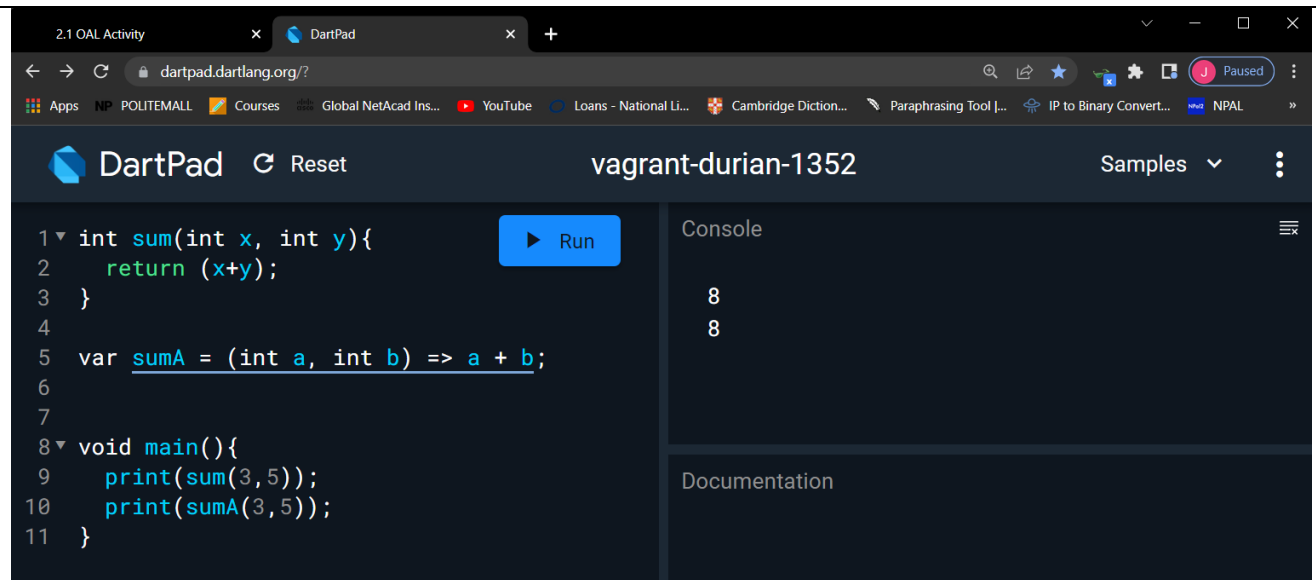 2.1 OAL Activity DartPad
dartpad.dartlang.org/? J Paused
Apps NP POLITEMALL Courses Global NetAcad Ins... YouTube Loans - National Li... Cambridge Diction... Paraphrasing Tool |... IP to Binary Convert... NPal2 NPAL »
DartPad Reset vagrant-durian-1352 Samples
Run
1 int sum(int x, int y){
2 return (x+y);
3 }
4
5 var sumA = (int a, int b) => a + b;
6
7
8 void main(){
9 print(sum(3,5));
10 print(sumA(3,5));
11 }
Console
8
8
Documentation